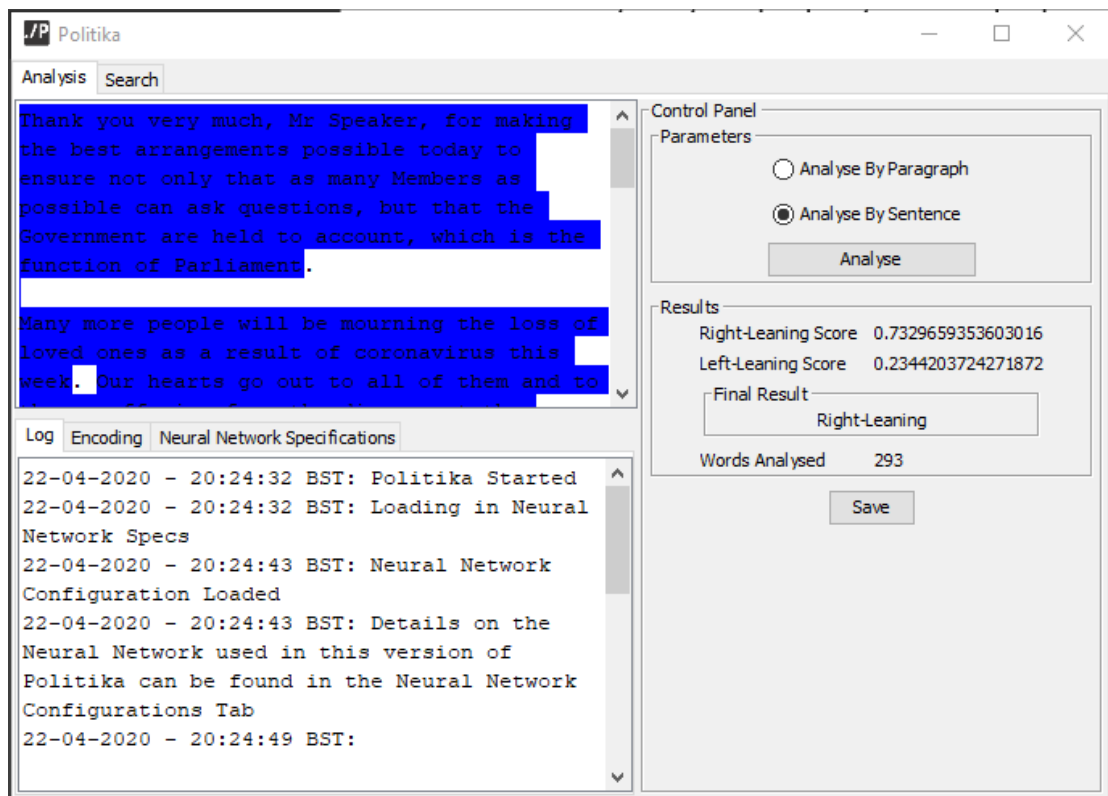 ./P Politika
Analysis Search
Thank you very much, Mr Speaker, for making
the best arrangements possible today to
ensure not only that as many Members as
possible can ask questions, but that the
Government are held to account, which is the
function of Parliament.
Many more people will be mourning the loss of
loved ones as a result of coronavirus this
week. Our hearts go out to all of them and to
Log Encoding Neural Network Specifications
22-04-2020 - 20:24:32 BST: Politika Started
22-04-2020 - 20:24:32 BST: Loading in Neural
Network Specs
22-04-2020 - 20:24:43 BST: Neural Network
Configuration Loaded
22-04-2020 - 20:24:43 BST: Details on the
Neural Network used in this version of
Politika can be found in the Neural Network
Configurations Tab
22-04-2020 - 20:24:49 BST:
Control Panel
Parameters
Analyse By Paragraph
Analyse By Sentence
Analyse
Results
Right-Leaning Score 0.7329659353603016
Left-Leaning Score 0.2344203724271872
Final Result
Right-Leaning
Words Analysed 293
Save